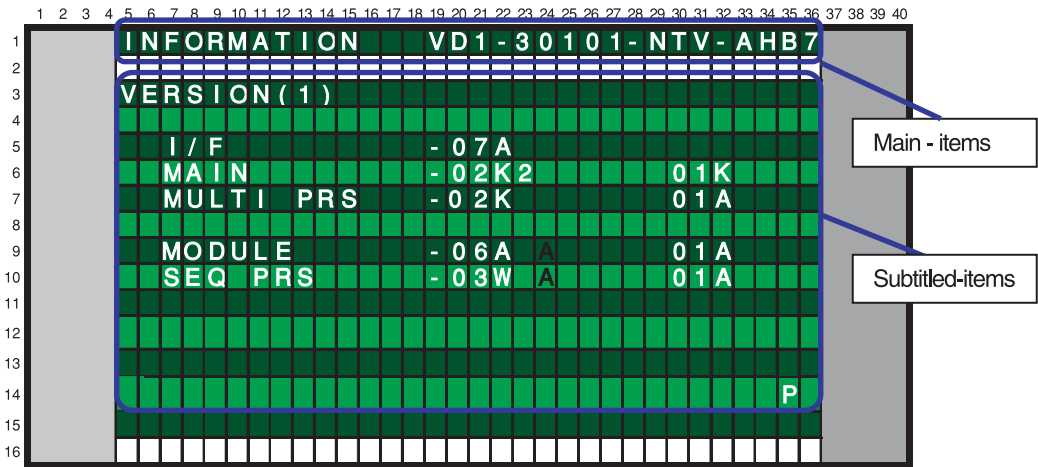 1 2 3 4 5 6 7 8 9 10 11 12 13 14 15 16 17 18 19 20 21 22 23 24 25 26 27 28 29 30 31 32 33 34 35 36 37 38 39 40
1 INFORMATION VD1-30101-NTV-AHB7
2
3 VERSION(1)
4
Main - items
5 I/F -07A
6 MAIN -02K2 01K
7 MULTI PRS -02K 01A
8
9 MODULE -06A A 01A
10 SEQ PRS -03W A 01A
Subtitled-items
11
12
13
14 P
15
16